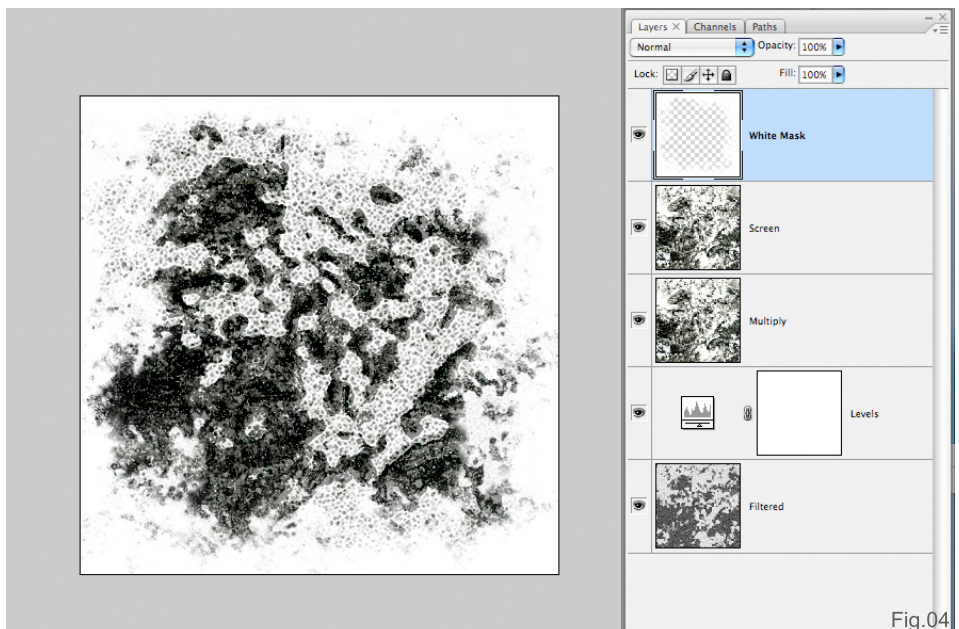 Layers × Channels Paths
Normal Opacity: 100%
Lock: Fill: 100%
White Mask
Screen
Multiply
Levels
Filtered
Fig.04